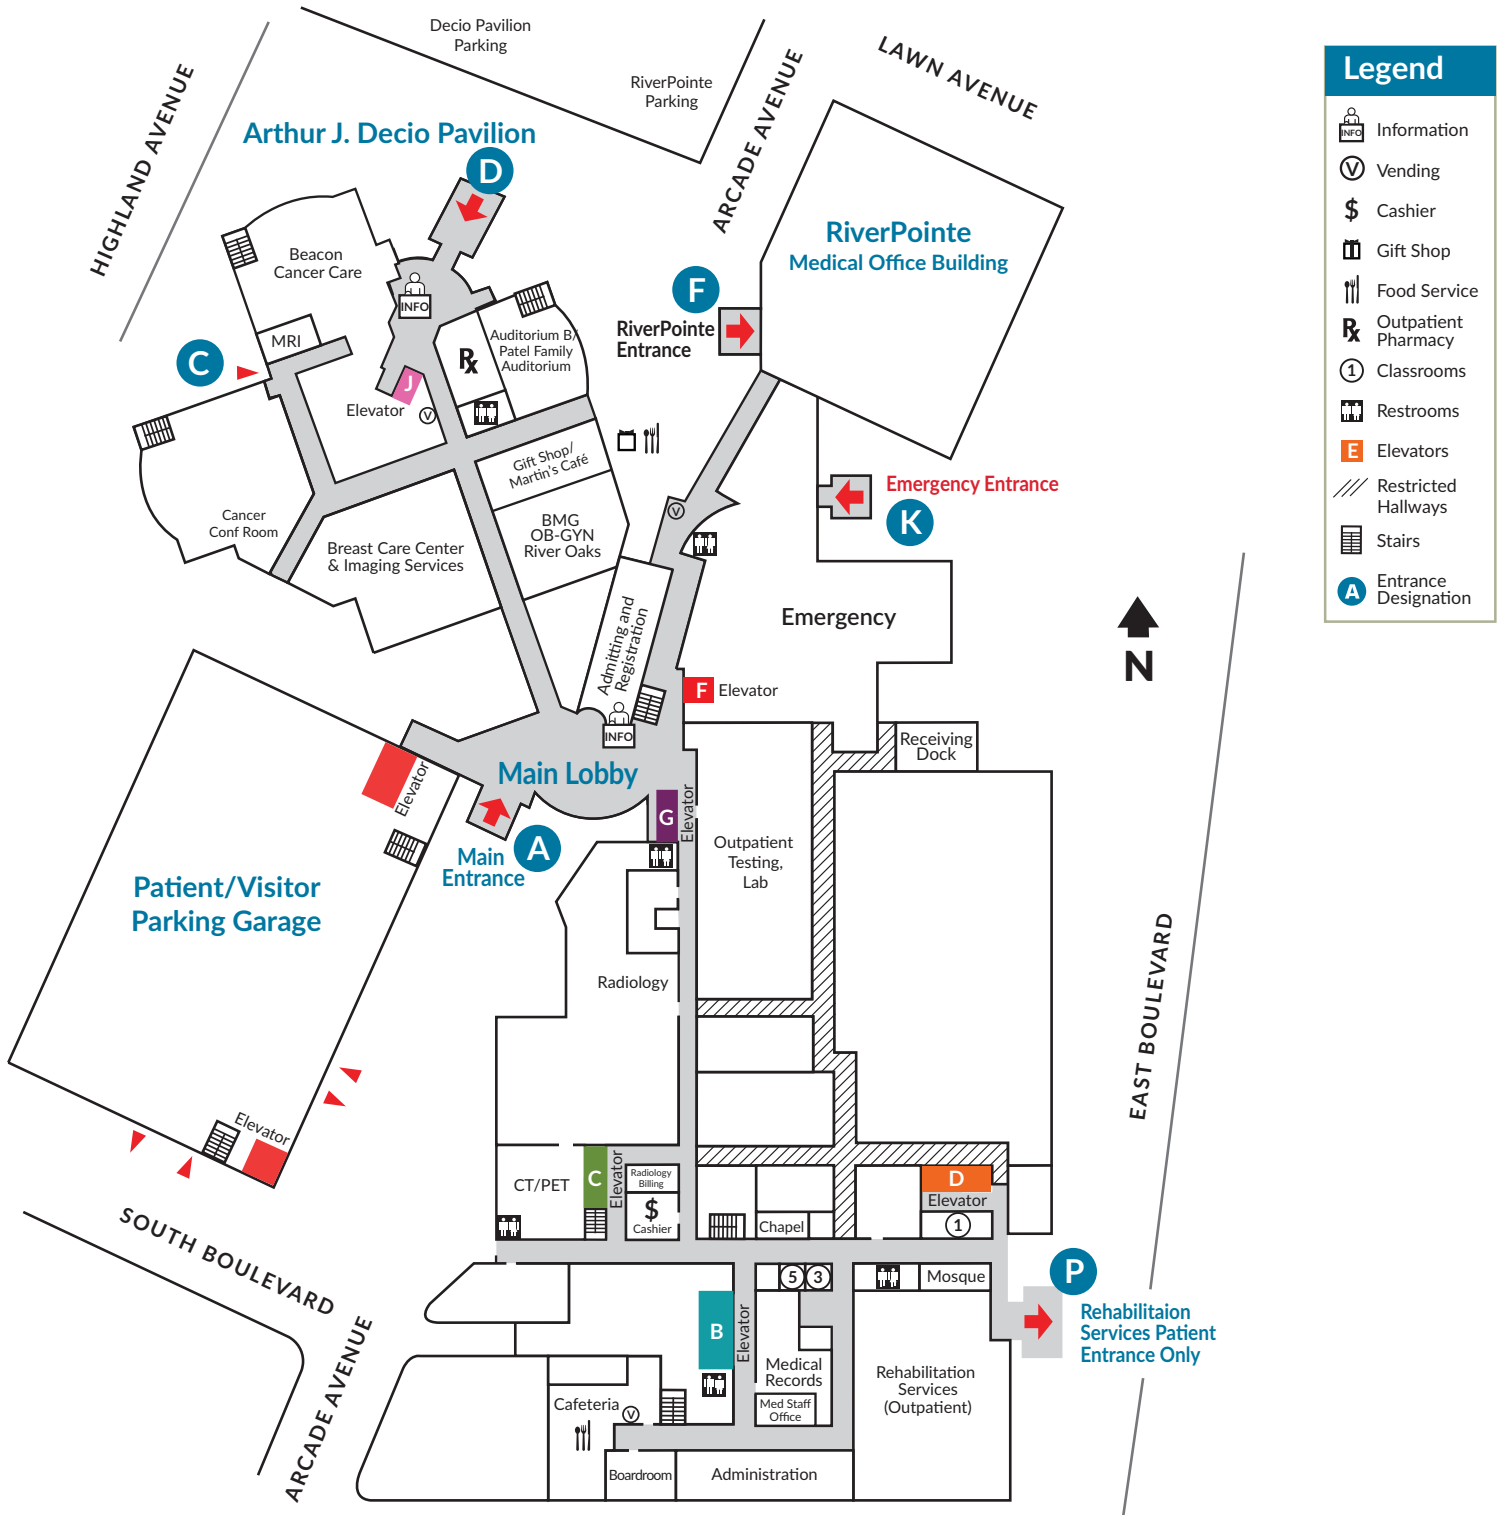 Decio Pavilion
Parking
RiverPointe
Parking
HIGHLAND AVENUE
ARCADE AVENUE
LAWN AVENUE
Arthur J. Decio Pavilion
D
Beacon
Cancer Care
INFO
MRI
C
J
Elevator
V
Rx
Auditorium B/
Patel Family
Auditorium
RiverPointe
Medical Office Building
F
RiverPointe
Entrance
Gift Shop/
Martin's Café
BMG
OB-GYN
River Oaks
Cancer
Conf Room
Breast Care Center
& Imaging Services
V
Emergency Entrance
K
Emergency
Admitting and
Registration
F
Elevator
INFO
Main Lobby
Receiving
Dock
Elevator
G
Elevator
A
Main
Entrance
Outpatient
Testing,
Lab
Patient/Visitor
Parking Garage
Radiology
Elevator
N
EAST BOULEVARD
SOUTH BOULEVARD
ARCADE AVENUE
CT/PET
C
Elevator
Radiology
Billing
$
Cashier
Chapel
D
Elevator
1
5
3
Mosque
P
Rehabilitaion
Services Patient
Entrance Only
B
Elevator
Medical
Records
Med Staff
Office
Rehabilitation
Services
(Outpatient)
Cafeteria
V
Boardroom
Administration
Legend
INFO
Information
V
Vending
$
Cashier
Gift Shop
Food Service
Rx
Outpatient
Pharmacy
1
Classrooms
Restrooms
E
Elevators
Restricted
Hallways
Stairs
A
Entrance
Designation